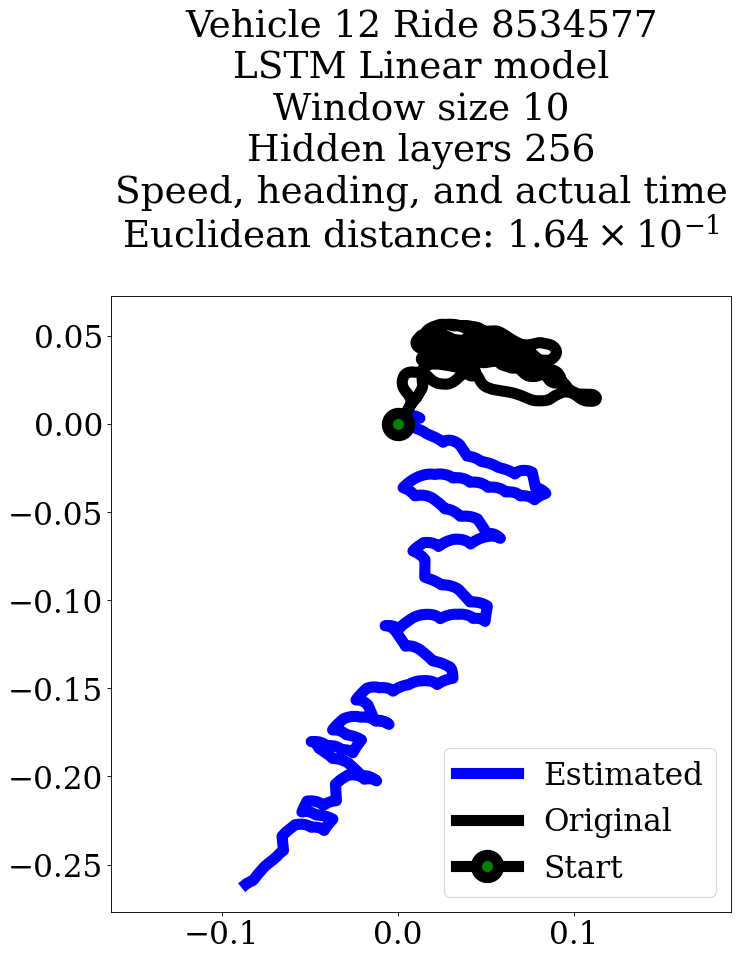 Vehicle 12 Ride 8534577
LSTM Linear model
Window size 10
Hidden layers 256
Speed, heading, and actual time
Euclidean distance: 1.64 × 10⁻¹
0.05
0.00
−0.05
−0.10
−0.15
−0.20
−0.25
Estimated
Original
Start
−0.1 0.0 0.1